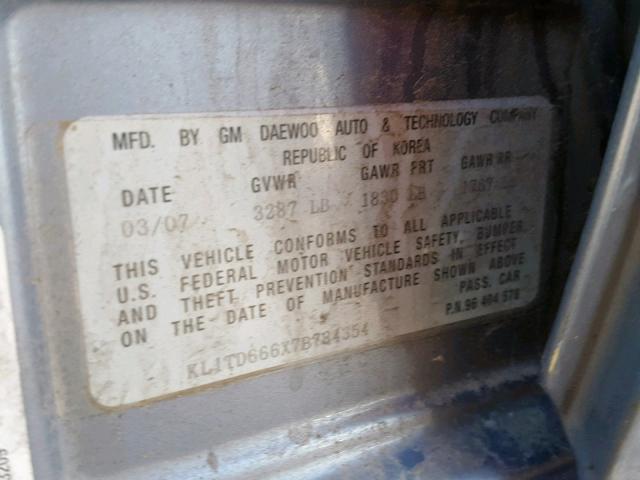 MFD. BY GM DAEWOO AUTO & TECHNOLOGY COMPANY
REPUBLIC OF KOREA
DATE GVWR GAWR FRT GAWR RR
03/07 3287 LB 1830 LB
THIS VEHICLE CONFORMS TO ALL APPLICABLE
U.S. FEDERAL MOTOR VEHICLE SAFETY, BUMPER,
AND THEFT PREVENTION STANDARDS IN EFFECT
ON THE DATE OF MANUFACTURE SHOWN ABOVE
PASS. CAR
P.N.96 404 578
KL1TD666X7B784354